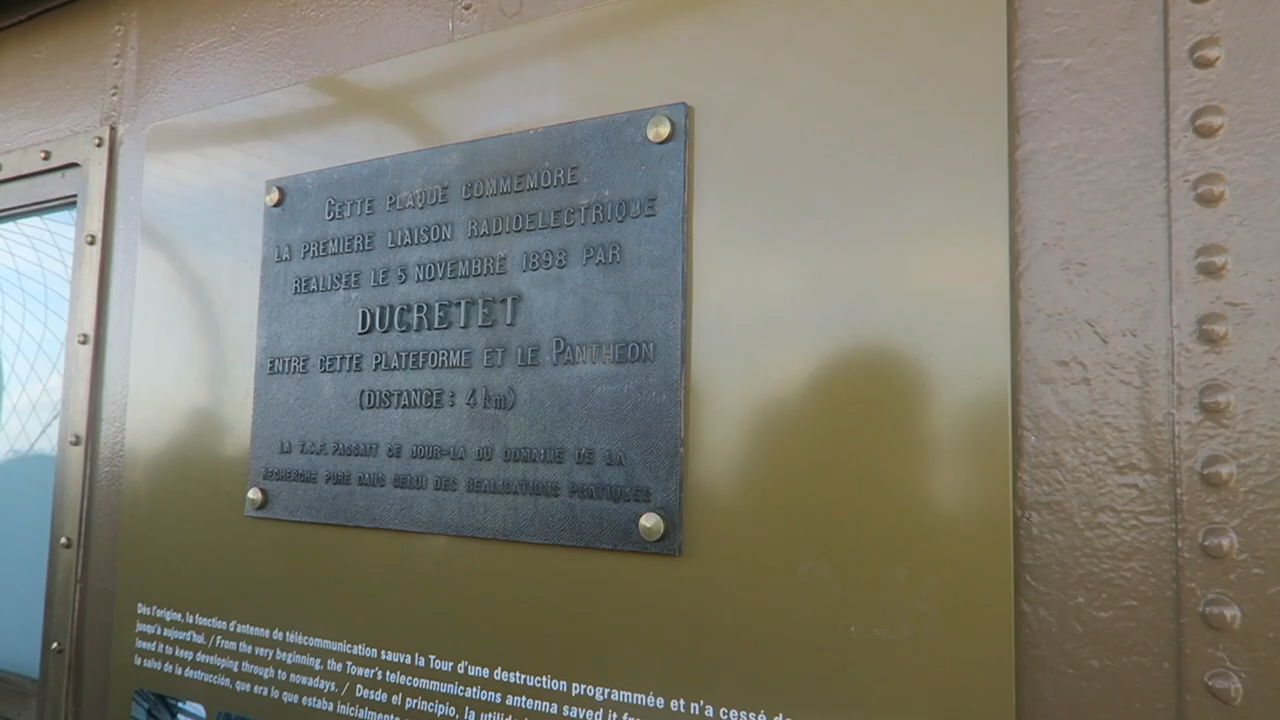 CETTE PLAQUE COMMEMORE
LA PREMIERE LIAISON RADIOELECTRIQUE
REALISEE LE 5 NOVEMBRE 1898 PAR
DUCRETET
ENTRE CETTE PLATEFORME ET LE PANTHEON
(DISTANCE : 4 km)
LA T.S.F. PASSAIT CE JOUR-LA DU DOMAINE DE LA
RECHERCHE PURE DANS CELUI DES REALISATIONS PRATIQUES
Dès l'origine, la fonction d'antenne de télécommunication sauva la Tour d'une destruction programmée et n'a cessé
jusqu'à aujourd'hui. / From the very beginning, the Tower's telecommunications antenna saved it
lowed it to keep developing through to nowadays. / Desde el principio, la
la salvó de la destrucción, que era lo que estaba